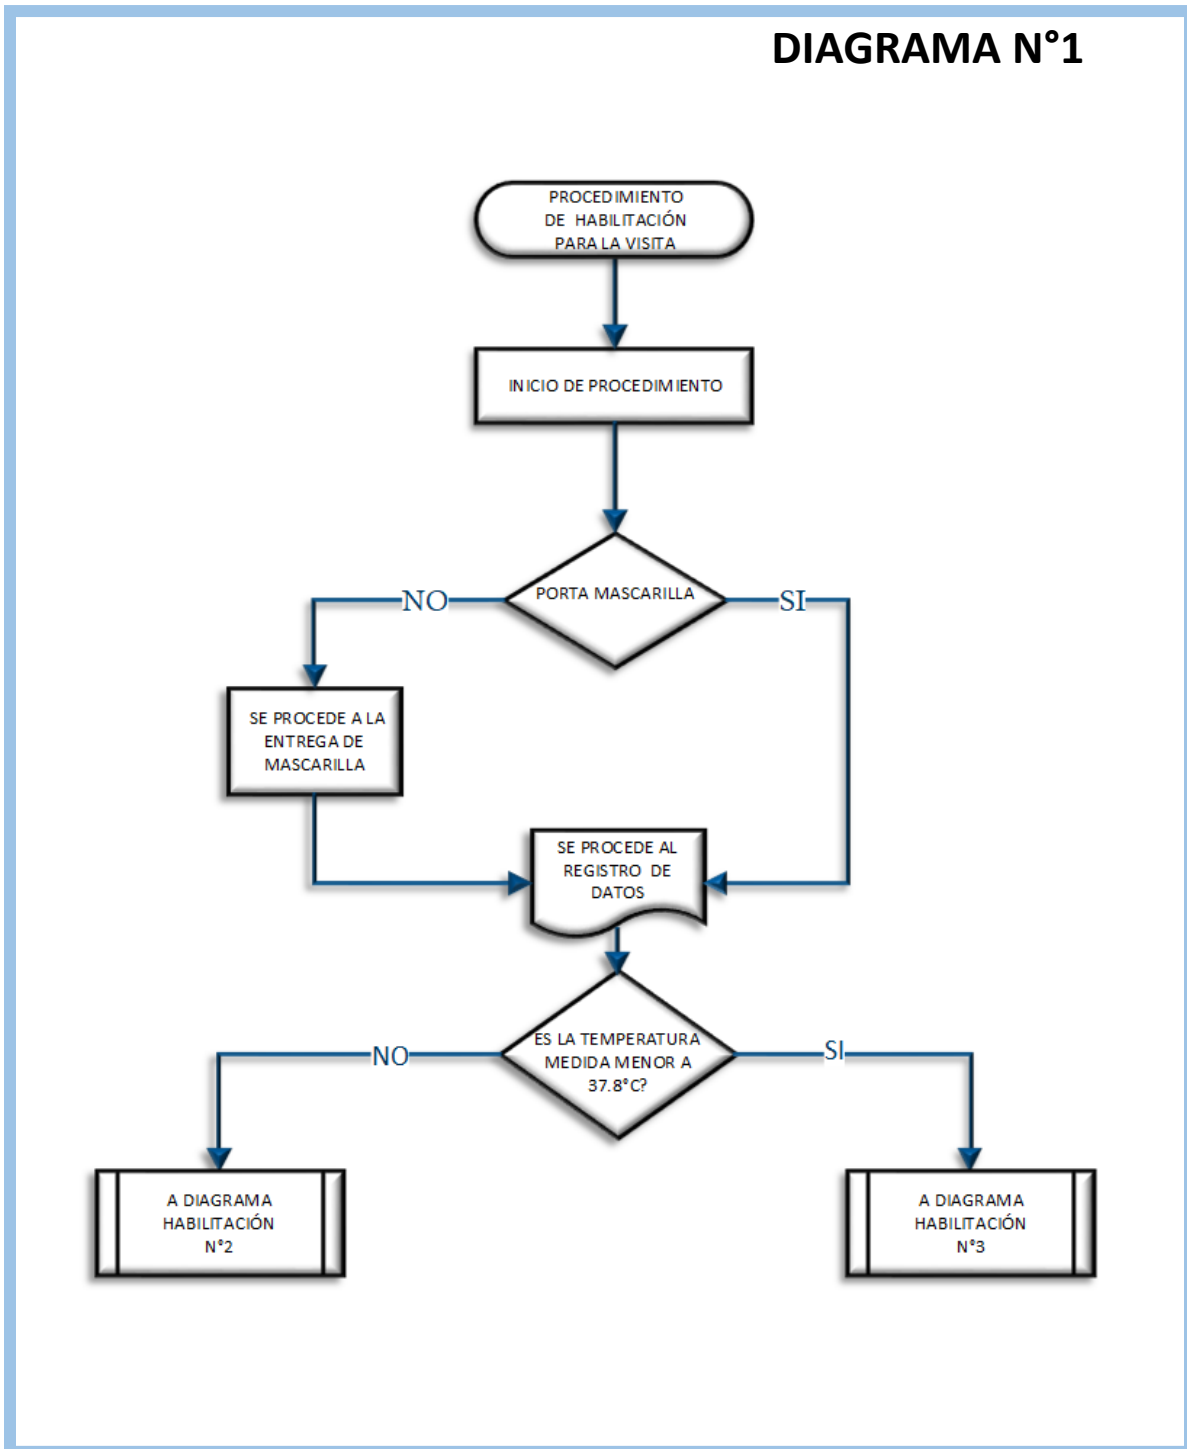 DIAGRAMA N°1
PROCEDIMIENTO
DE HABILITACIÓN
PARA LA VISITA
INICIO DE PROCEDIMIENTO
PORTA MASCARILLA
NO
SI
SE PROCEDE A LA
ENTREGA DE
MASCARILLA
SE PROCEDE AL
REGISTRO DE
DATOS
ES LA TEMPERATURA
MEDIDA MENOR A
37.8°C?
NO
SI
A DIAGRAMA
HABILITACIÓN
N°2
A DIAGRAMA
HABILITACIÓN
N°3